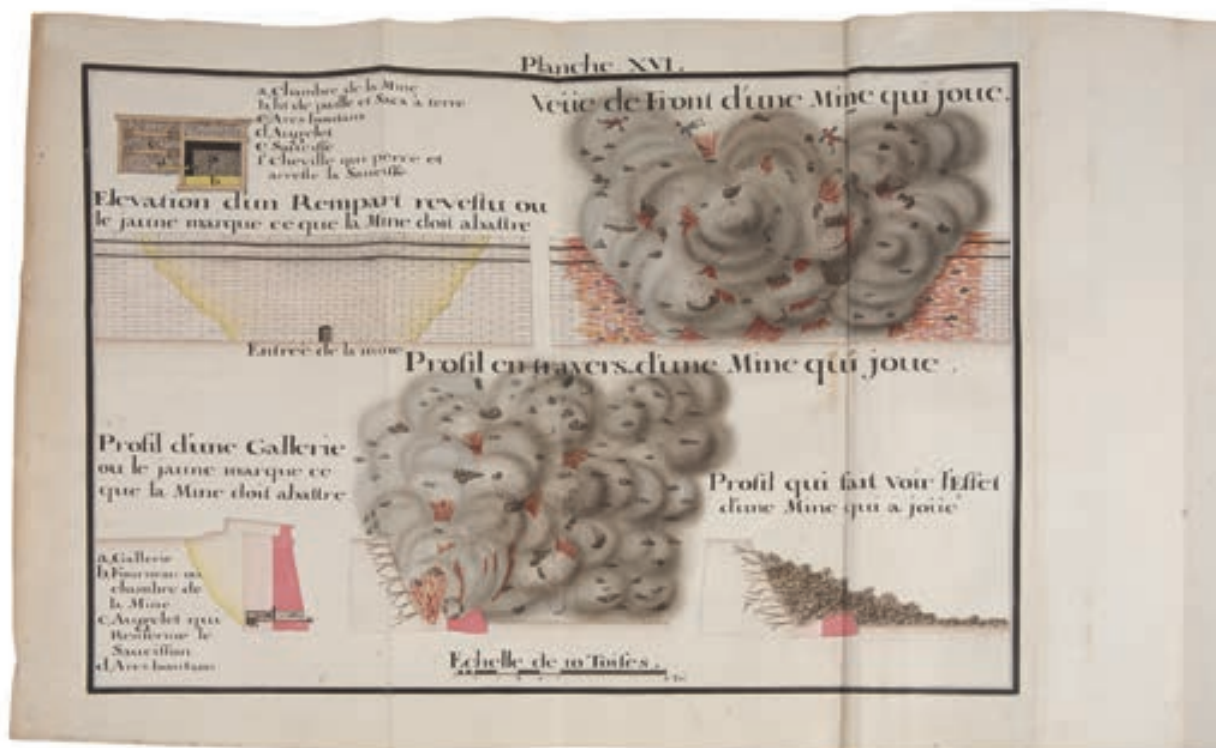 Planche XVI.
a, Chambre de la Mine
b, lit de paille et Sacs à terre
c, Arcs boutans
d, Augelet
e, Saucisse
f, Cheville qui perce et
arreste la Saucisse
Veüe de Front d'une Mine qui joue.
Elevation d'un Rempart revestu ou
le jaune marque ce que la Mine doit abattre
Entreé de la mine
Profil en travers d'une Mine qui joue.
Profil d'une Gallerie
ou le jaune marque ce
que la Mine doit abattre
a, Gallerie
b, Fourneau ou
chambre de
la Mine
c, Augelet qui
Renferme le
Saucisson
d, Arcs boutans
Profil qui fait voir l'Effet
d'une Mine qui a joüé
Echelle de 10 Toises.